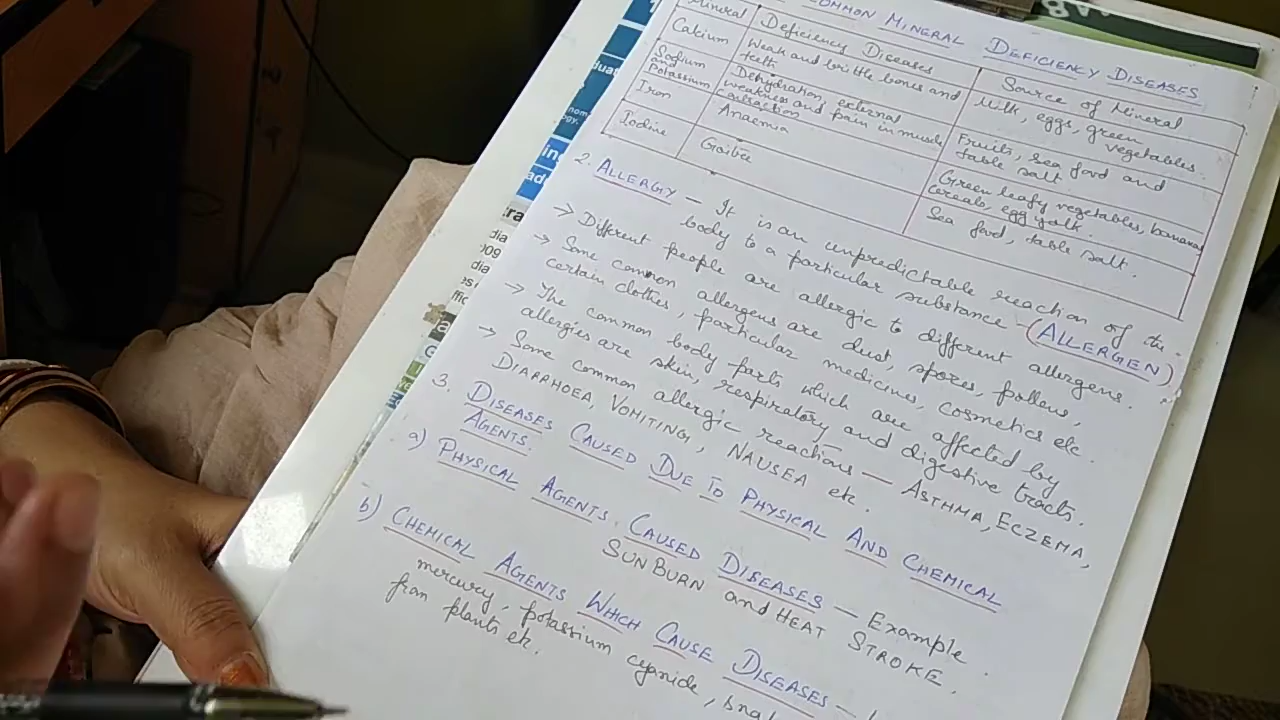 COMMON MINERAL DEFICIENCY DISEASES
Mineral Deficiency Diseases Source of Mineral
Calcium Weak and brittle bones and teeth Milk, eggs, green vegetables.
Sodium and Potassium Dehydration, external weakness and pain in muscle contraction Fruits, sea food and table salt
Iron Anaemia Green leafy vegetables, banana, cereals, egg yolk
Iodine Goiter Sea food, table salt.
2. ALLERGY — It is an unpredictable reaction of the
body to a particular substance - (ALLERGEN)
→ Different people are allergic to different allergens.
→ Some common allergens are dust, spores, pollens,
certain clothes, particular medicines, cosmetics etc.
→ The common body parts which are affected by
allergies are skin, respiratory and digestive tracts.
→ Some common allergic reactions — ASTHMA, ECZEMA,
DIARRHOEA, VOMITING, NAUSEA etc.
3. DISEASES CAUSED DUE TO PHYSICAL AND CHEMICAL
AGENTS.
a) PHYSICAL AGENTS CAUSED DISEASES — Example
SUN BURN and HEAT STROKE.
b) CHEMICAL AGENTS WHICH CAUSE DISEASES —
mercury, potassium cyanide,
from plants etc.